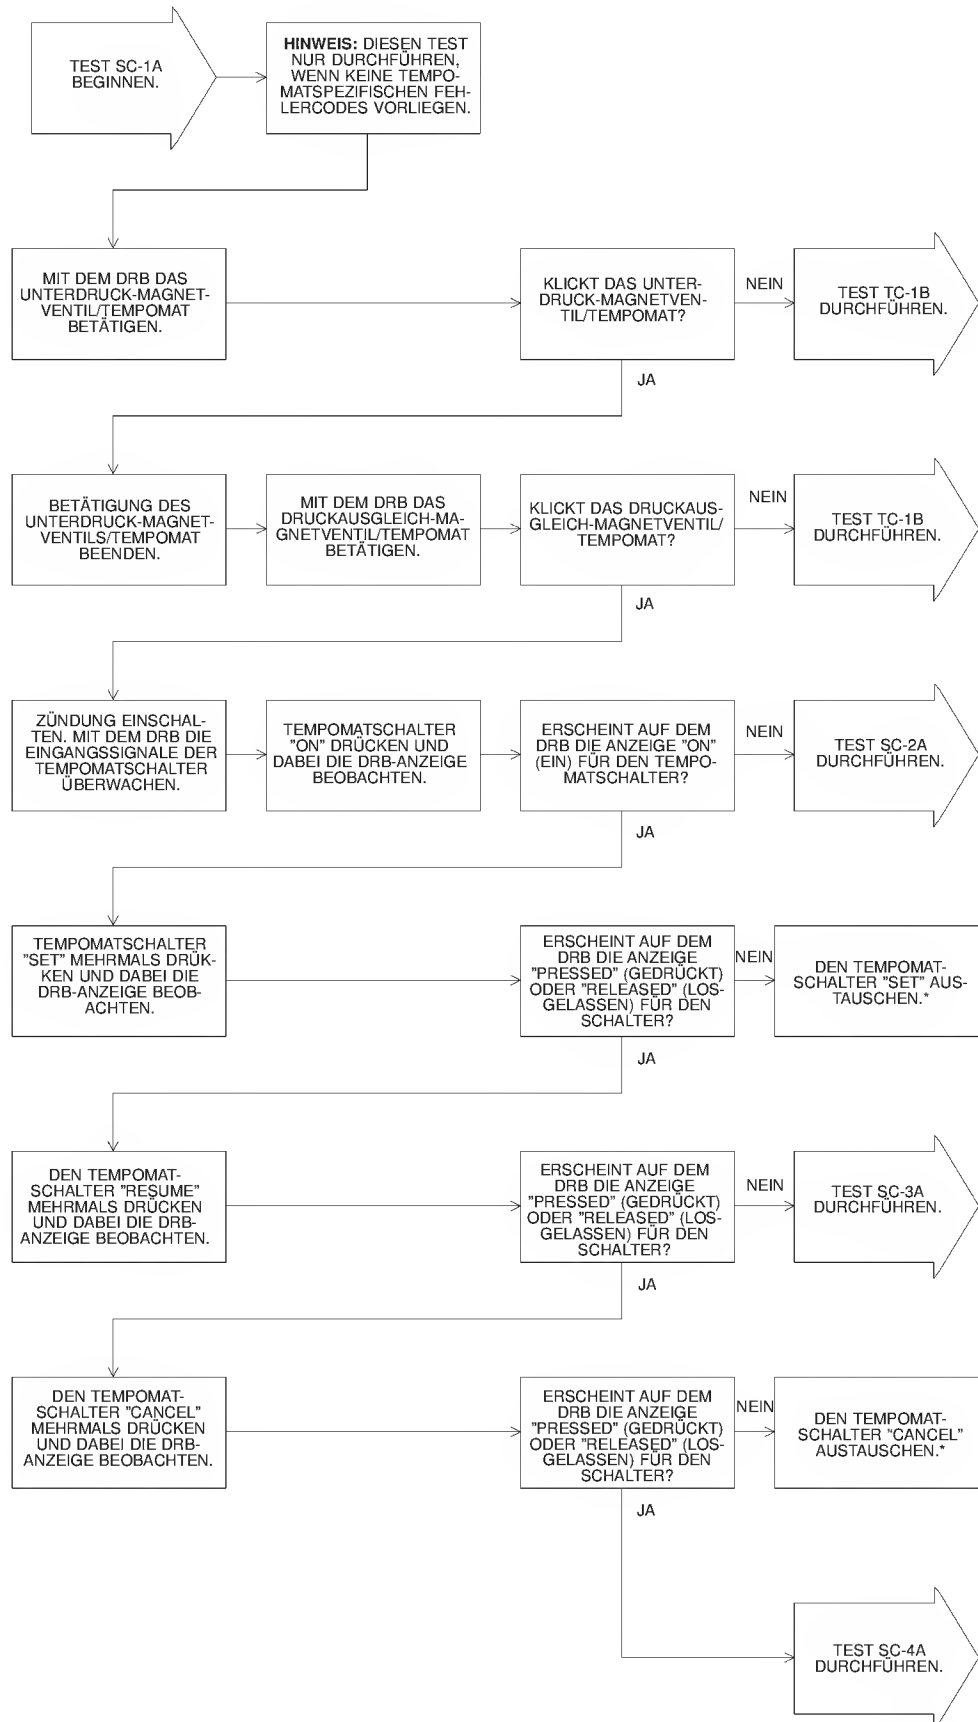 TEST SC-1A
BEGINNEN.
HINWEIS: DIESEN TEST
NUR DURCHFÜHREN,
WENN KEINE TEMPO-
MATSPEZIFISCHEN FEH-
LERCODES VORLIEGEN.
MIT DEM DRB DAS
UNTERDRUCK-MAGNET-
VENTIL/TEMPOMAT
BETÄTIGEN.
KLICKT DAS UNTER-
DRUCK-MAGNETVEN-
TIL/TEMPOMAT?
NEIN
TEST TC-1B
DURCHFÜHREN.
JA
BETÄTIGUNG DES
UNTERDRUCK-MAGNET-
VENTILS/TEMPOMAT
BEENDEN.
MIT DEM DRB DAS
DRUCKAUSGLEICH-MA-
GNETVENTIL/TEMPOMAT
BETÄTIGEN.
KLICKT DAS DRUCKAUS-
GLEICH-MAGNETVENTIL/
TEMPOMAT?
NEIN
TEST TC-1B
DURCHFÜHREN.
JA
ZÜNDUNG EINSCHAL-
TEN. MIT DEM DRB DIE
EINGANGSSIGNALE DER
TEMPOMATSCHALTER
ÜBERWACHEN.
TEMPOMATSCHALTER
"ON" DRÜCKEN UND
DABEI DIE DRB-ANZEIGE
BEOBACHTEN.
ERSCHEINT AUF DEM
DRB DIE ANZEIGE "ON"
(EIN) FÜR DEN TEMPO-
MATSCHALTER?
NEIN
TEST SC-2A
DURCHFÜHREN.
JA
TEMPOMATSCHALTER
"SET" MEHRMALS DRÜK-
KEN UND DABEI DIE
DRB-ANZEIGE BEOB-
ACHTEN.
ERSCHEINT AUF DEM
DRB DIE ANZEIGE
"PRESSED" (GEDRÜCKT)
ODER "RELEASED" (LOS-
GELASSEN) FÜR DEN
SCHALTER?
NEIN
DEN TEMPOMAT-
SCHALTER "SET" AUS-
TAUSCHEN.*
JA
DEN TEMPOMAT-
SCHALTER "RESUME"
MEHRMALS DRÜCKEN
UND DABEI DIE DRB-
ANZEIGE BEOBACHTEN.
ERSCHEINT AUF DEM
DRB DIE ANZEIGE
"PRESSED" (GEDRÜCKT)
ODER "RELEASED" (LOS-
GELASSEN) FÜR DEN
SCHALTER?
NEIN
TEST SC-3A
DURCHFÜHREN.
JA
DEN TEMPOMAT-
SCHALTER "CANCEL"
MEHRMALS DRÜCKEN
UND DABEI DIE DRB-
ANZEIGE BEOBACHTEN.
ERSCHEINT AUF DEM
DRB DIE ANZEIGE
"PRESSED" (GEDRÜCKT)
ODER "RELEASED" (LOS-
GELASSEN) FÜR DEN
SCHALTER?
NEIN
DEN TEMPOMAT-
SCHALTER "CANCEL"
AUSTAUSCHEN.*
JA
TEST SC-4A
DURCHFÜHREN.